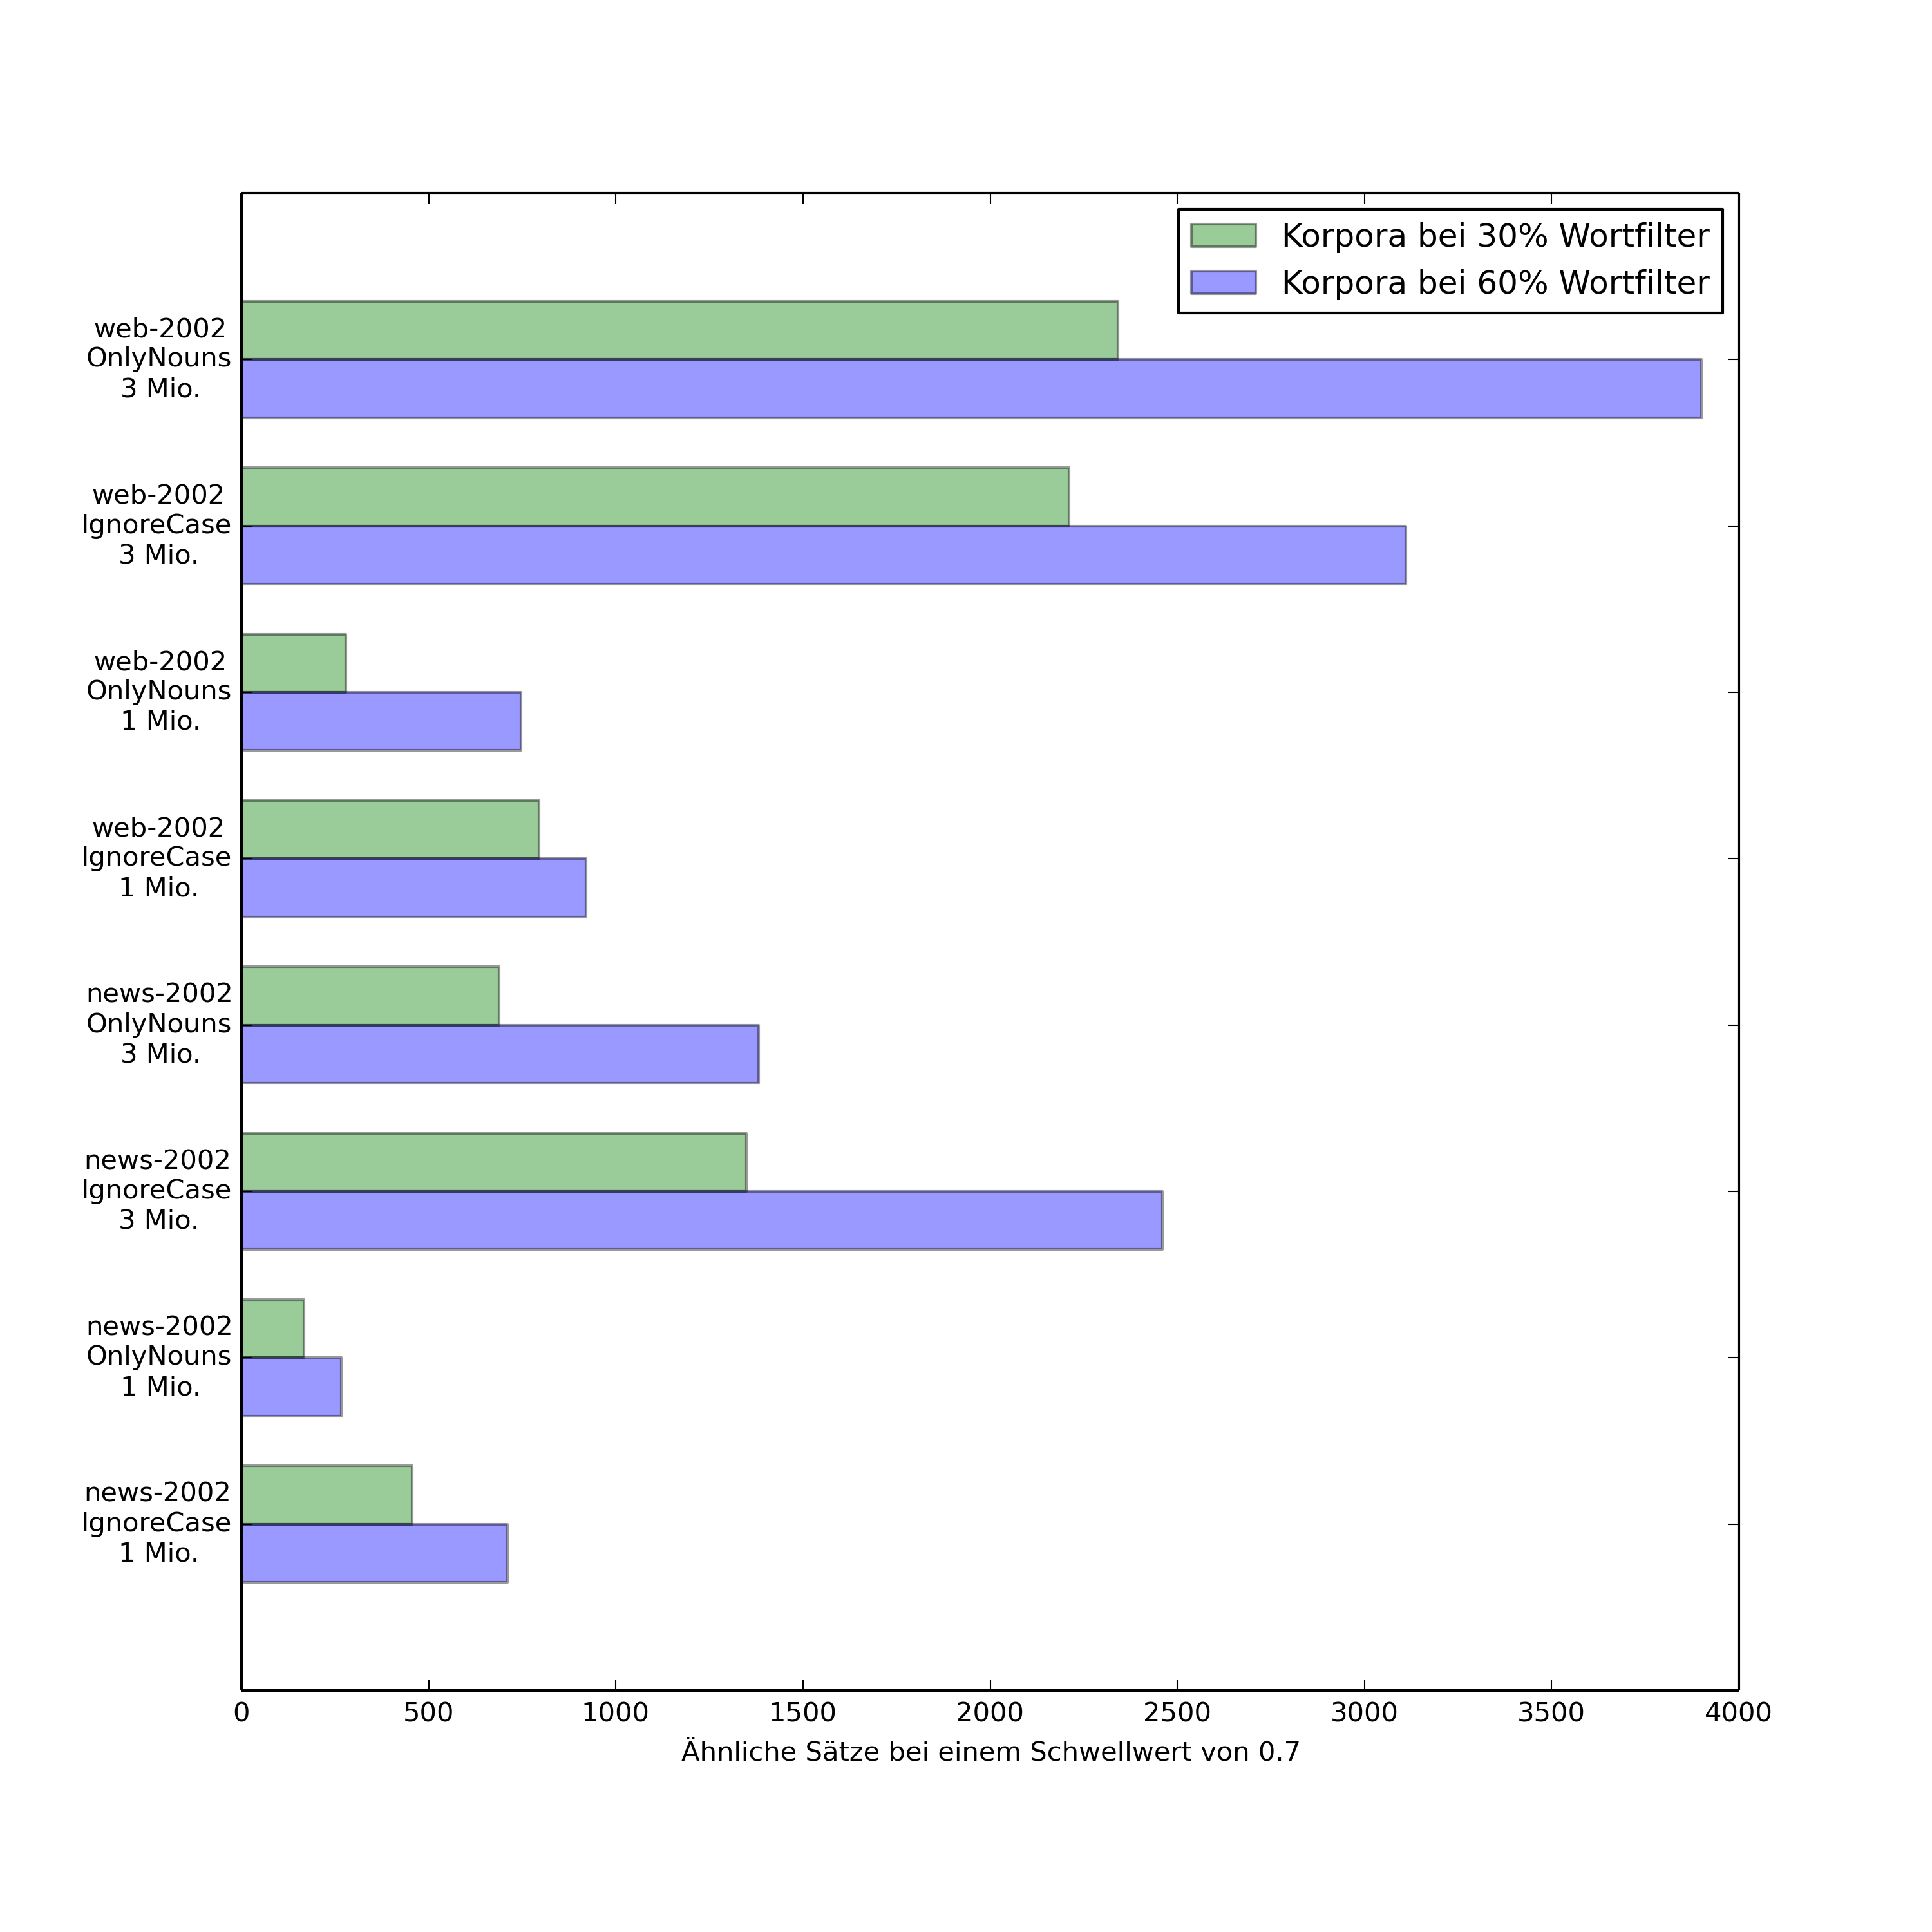 Korpora bei 30% Wortfilter
Korpora bei 60% Wortfilter
web-2002
OnlyNouns
3 Mio.
web-2002
IgnoreCase
3 Mio.
web-2002
OnlyNouns
1 Mio.
web-2002
IgnoreCase
1 Mio.
news-2002
OnlyNouns
3 Mio.
news-2002
IgnoreCase
3 Mio.
news-2002
OnlyNouns
1 Mio.
news-2002
IgnoreCase
1 Mio.
0 500 1000 1500 2000 2500 3000 3500 4000
Ähnliche Sätze bei einem Schwellwert von 0.7